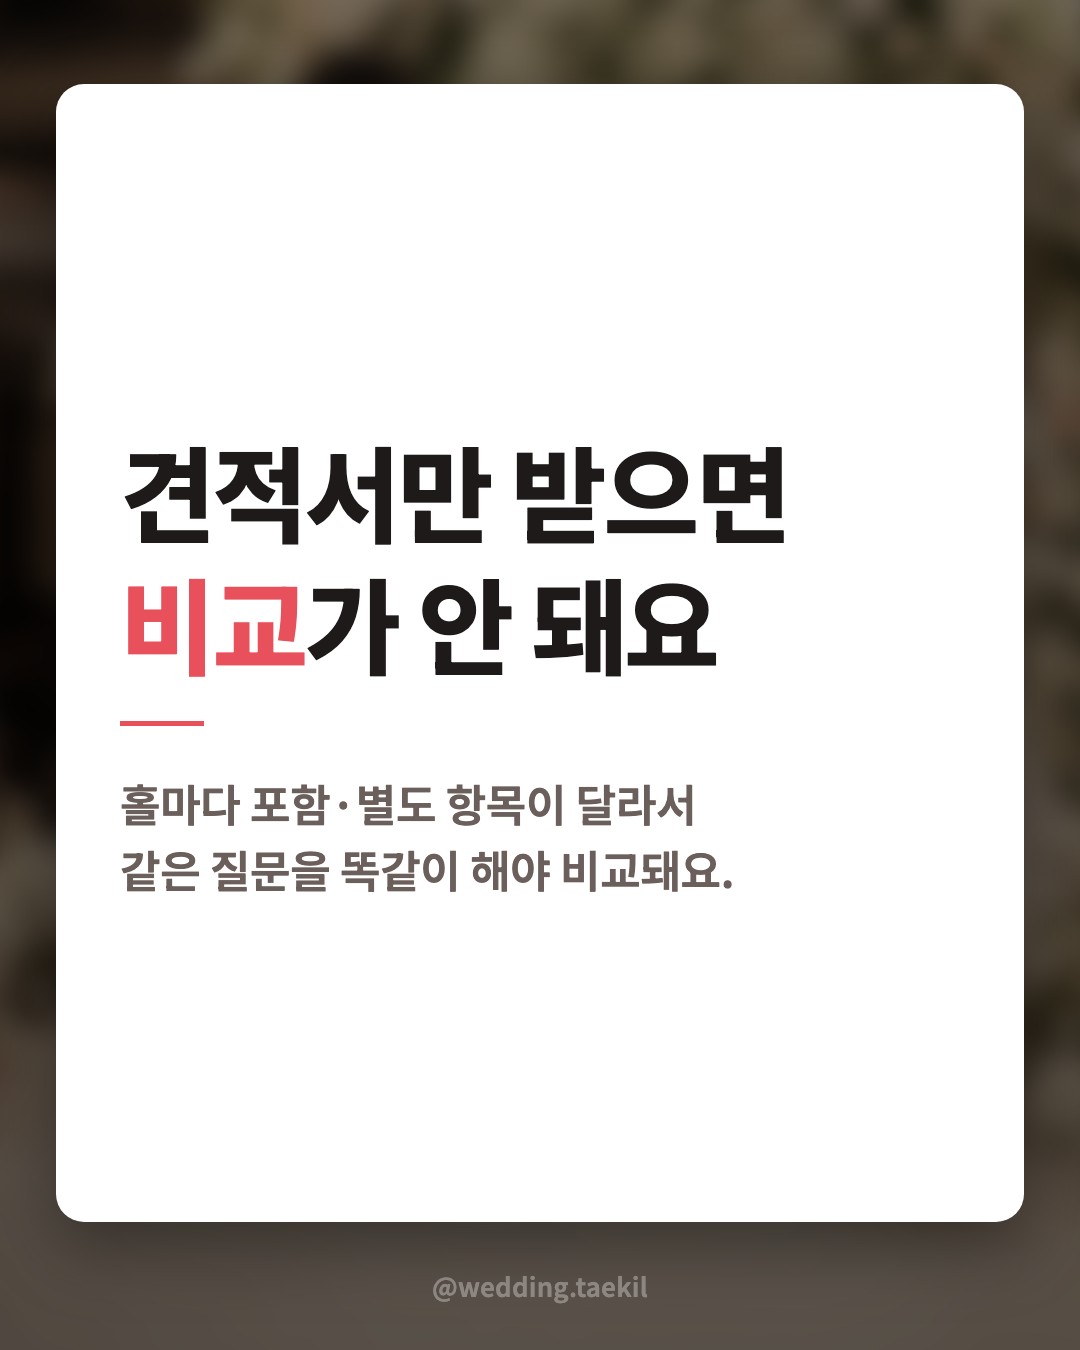 견적서만 받으면
비교가 안 돼요
홀마다 포함·별도 항목이 달라서
같은 질문을 똑같이 해야 비교돼요.
@wedding.taekil